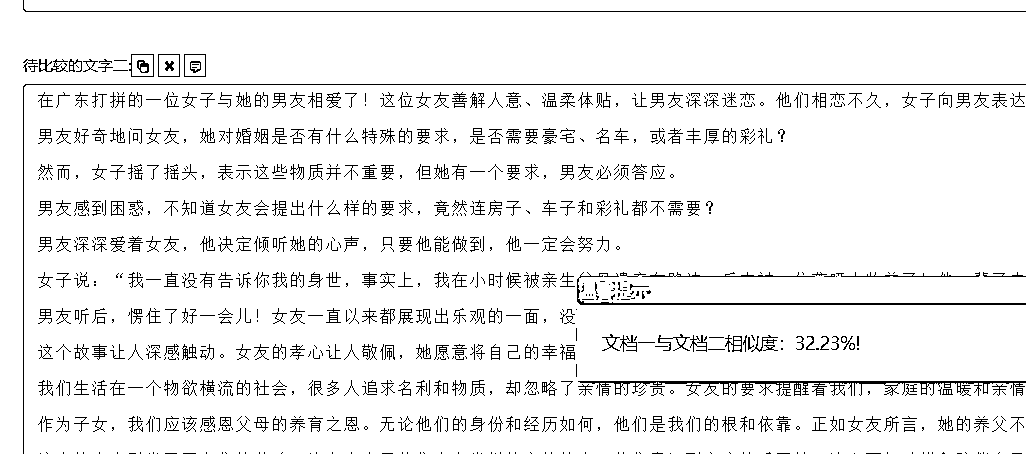 待比较的文字二:
在广东打拼的一位女子与她的男友相爱了！这位女友善解人意、温柔体贴，让男友深深迷恋。他们相恋不久，女子向男友表达
男友好奇地问女友，她对婚姻是否有什么特殊的要求，是否需要豪宅、名车，或者丰厚的彩礼？
然而，女子摇了摇头，表示这些物质并不重要，但她有一个要求，男友必须答应。
男友感到困惑，不知道女友会提出什么样的要求，竟然连房子、车子和彩礼都不需要？
男友深深爱着女友，他决定倾听她的心声，只要他能做到，他一定会努力。
女子说：“我一直没有告诉你我的身世，事实上，我在小时候被亲生
男友听后，愣住了好一会儿！女友一直以来都展现出乐观的一面，没
提示
这个故事让人深感触动。女友的孝心让人敬佩，她愿意将自己的幸福
文档一与文档二相似度：32.23%!
我们生活在一个物欲横流的社会，很多人追求名利和物质，却忽略了亲情的珍贵。女友的要求提醒着我们，家庭的温暖和亲情
作为子女，我们应该感恩父母的养育之恩。无论他们的身份和经历如何，他们是我们的根和依靠。正如女友所言，她的养父不